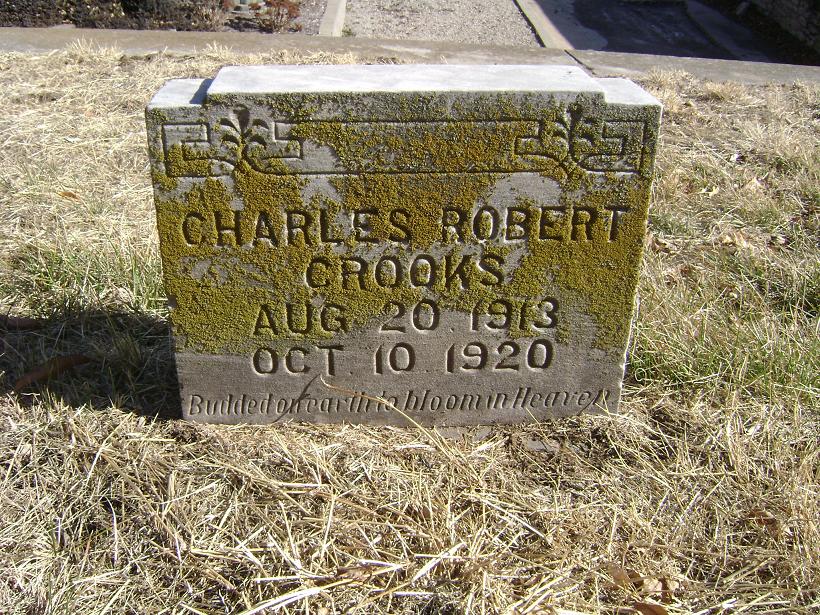 CHARLES ROBERT
CROOKS
AUG 20 1913
OCT. 10 1920
Budded on earth to bloom in Heaven